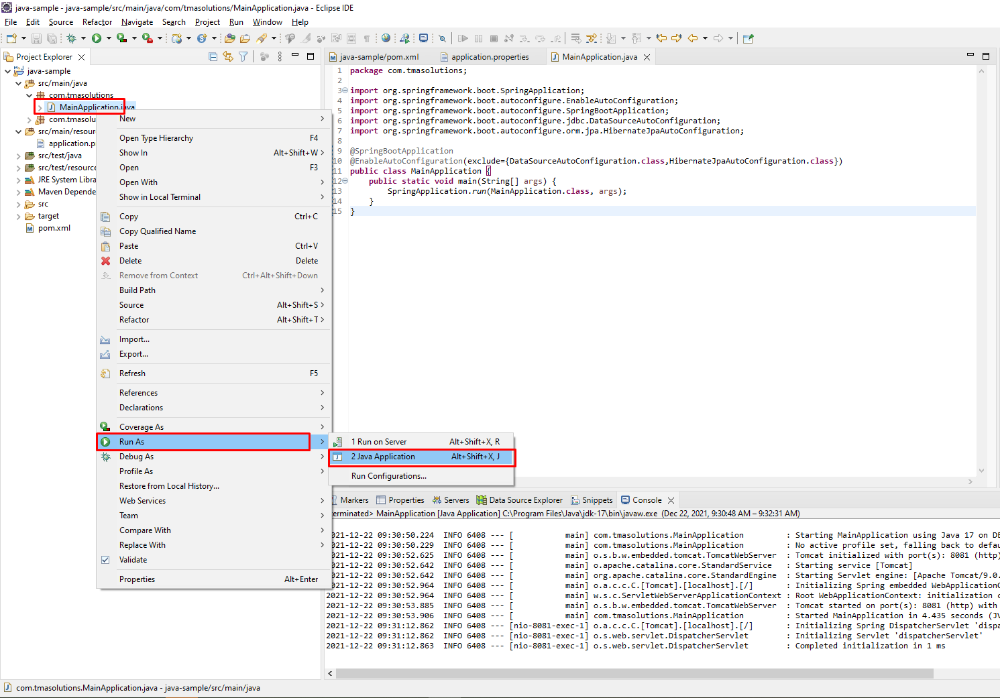 java-sample - java-sample/src/main/java/com/tmasolutions/MainApplication.java - Eclipse IDE
File Edit Source Refactor Navigate Search Project Run Window Help
Project Explorer
java-sample
src/main/java
com.tmasolutions
MainApplication.java
com.tmasolu
src/main/resour
application.p
src/test/java
src/test/resource
JRE System Libra
Maven Depende
src
target
pom.xml
New
Open Type Hierarchy F4
Show In Alt+Shift+W
Open F3
Open With
Show in Local Terminal
Copy Ctrl+C
Copy Qualified Name
Paste Ctrl+V
Delete Delete
Remove from Context Ctrl+Alt+Shift+Down
Build Path
Source Alt+Shift+S
Refactor Alt+Shift+T
Import...
Export...
Refresh F5
References
Declarations
Coverage As
Run As
Debug As
Profile As
Restore from Local History...
Web Services
Team
Compare With
Replace With
Validate
Properties Alt+Enter
1 Run on Server Alt+Shift+X, R
2 Java Application Alt+Shift+X, J
Run Configurations...
java-sample/pom.xml application.properties MainApplication.java
1 package com.tmasolutions;
2
3 import org.springframework.boot.SpringApplication;
4 import org.springframework.boot.autoconfigure.EnableAutoConfiguration;
5 import org.springframework.boot.autoconfigure.SpringBootApplication;
6 import org.springframework.boot.autoconfigure.jdbc.DataSourceAutoConfiguration;
7 import org.springframework.boot.autoconfigure.orm.jpa.HibernateJpaAutoConfiguration;
8
9 @SpringBootApplication
10 @EnableAutoConfiguration(exclude={DataSourceAutoConfiguration.class,HibernateJpaAutoConfiguration.class})
11 public class MainApplication {
12 public static void main(String[] args) {
13 SpringApplication.run(MainApplication.class, args);
14 }
15 }
Markers Properties Servers Data Source Explorer Snippets Console
erminated> MainApplication [Java Application] C:\Program Files\Java\jdk-17\bin\javaw.exe (Dec 22, 2021, 9:30:48 AM – 9:32:31 AM)
2021-12-22 09:30:50.224 INFO 6408 --- [ main] com.tmasolutions.MainApplication : Starting MainApplication using Java 17 on DE
2021-12-22 09:30:50.229 INFO 6408 --- [ main] com.tmasolutions.MainApplication : No active profile set, falling back to defau
2021-12-22 09:30:52.625 INFO 6408 --- [ main] o.s.b.w.embedded.tomcat.TomcatWebServer : Tomcat initialized with port(s): 8081 (http)
2021-12-22 09:30:52.642 INFO 6408 --- [ main] o.apache.catalina.core.StandardService : Starting service [Tomcat]
2021-12-22 09:30:52.642 INFO 6408 --- [ main] org.apache.catalina.core.StandardEngine : Starting Servlet engine: [Apache Tomcat/9.0.
2021-12-22 09:30:52.964 INFO 6408 --- [ main] o.a.c.c.C.[Tomcat].[localhost].[/] : Initializing Spring embedded WebApplicationC
2021-12-22 09:30:52.964 INFO 6408 --- [ main] w.s.c.ServletWebServerApplicationContext : Root WebApplicationContext: initialization c
2021-12-22 09:30:53.885 INFO 6408 --- [ main] o.s.b.w.embedded.tomcat.TomcatWebServer : Tomcat started on port(s): 8081 (http) with
2021-12-22 09:30:53.906 INFO 6408 --- [ main] com.tmasolutions.MainApplication : Started MainApplication in 4.435 seconds (JV
2021-12-22 09:31:12.862 INFO 6408 --- [nio-8081-exec-1] o.a.c.c.C.[Tomcat].[localhost].[/] : Initializing Spring DispatcherServlet 'disp
2021-12-22 09:31:12.862 INFO 6408 --- [nio-8081-exec-1] o.s.web.servlet.DispatcherServlet : Initializing Servlet 'dispatcherServlet'
2021-12-22 09:31:12.863 INFO 6408 --- [nio-8081-exec-1] o.s.web.servlet.DispatcherServlet : Completed initialization in 1 ms
com.tmasolutions.MainApplication.java - java-sample/src/main/java